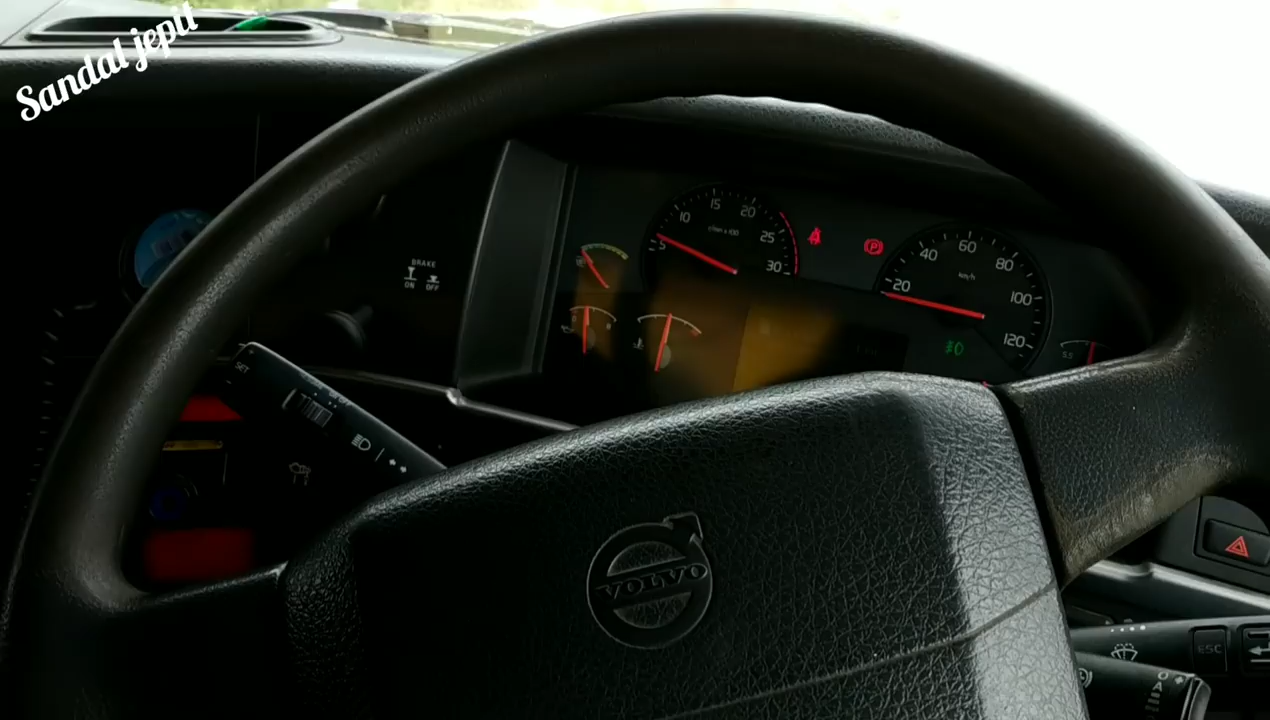 Sandal jepit
BRAKE
ON OFF
5
10
15
20
25
30
r/min x 100
20
40
60
80
100
120
km/h
SET
VOLVO
ESC